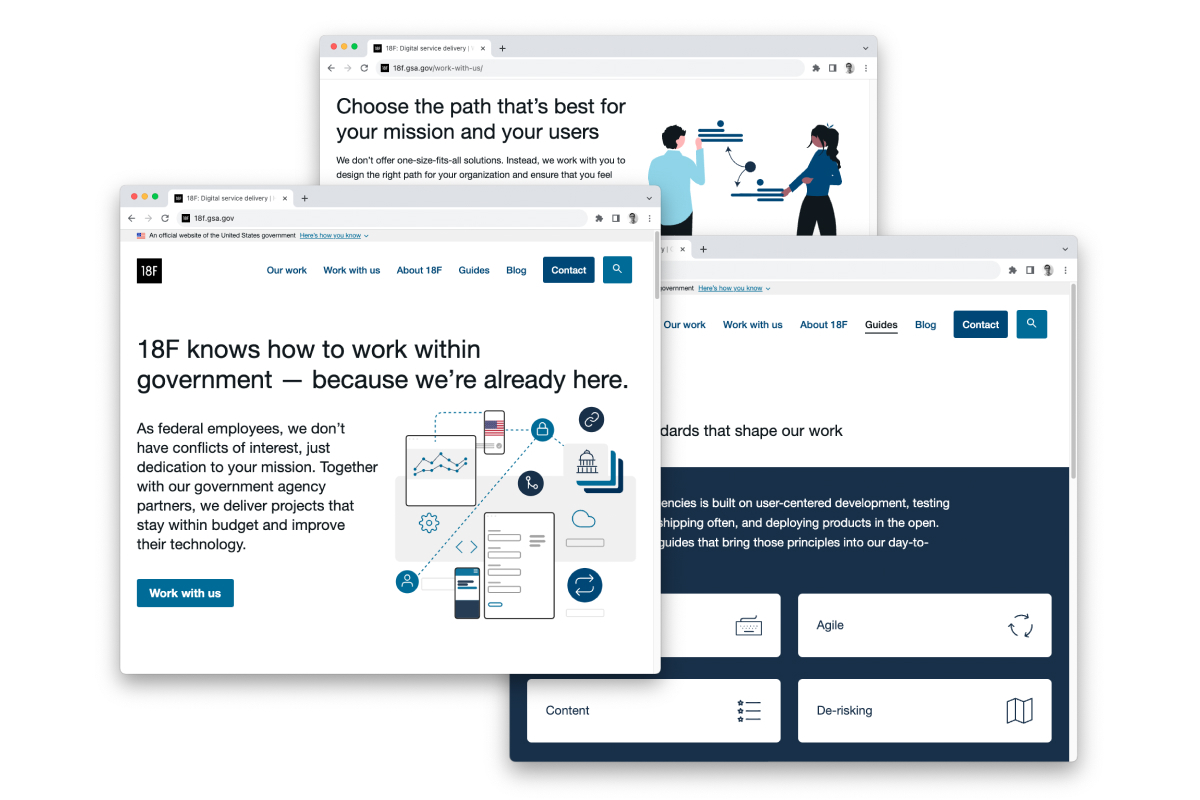 18F: Digital service delivery |
18f.gsa.gov/work-with-us/
Choose the path that’s best for
your mission and your users
We don’t offer one-size-fits-all solutions. Instead, we work with you to
design the right path for your organization and ensure that you feel
18F: Digital service delivery |
18f.gsa.gov
An official website of the United States government Here’s how you know
18F
Our work Work with us About 18F Guides Blog Contact
18F knows how to work within
government — because we’re already here.
As federal employees, we don’t
have conflicts of interest, just
dedication to your mission. Together
with our government agency
partners, we deliver projects that
stay within budget and improve
their technology.
Work with us
government Here’s how you know
Our work Work with us About 18F Guides Blog Contact
dards that shape our work
encies is built on user-centered development, testing
shipping often, and deploying products in the open.
guides that bring those principles into our day-to-
Agile
Content
De-risking